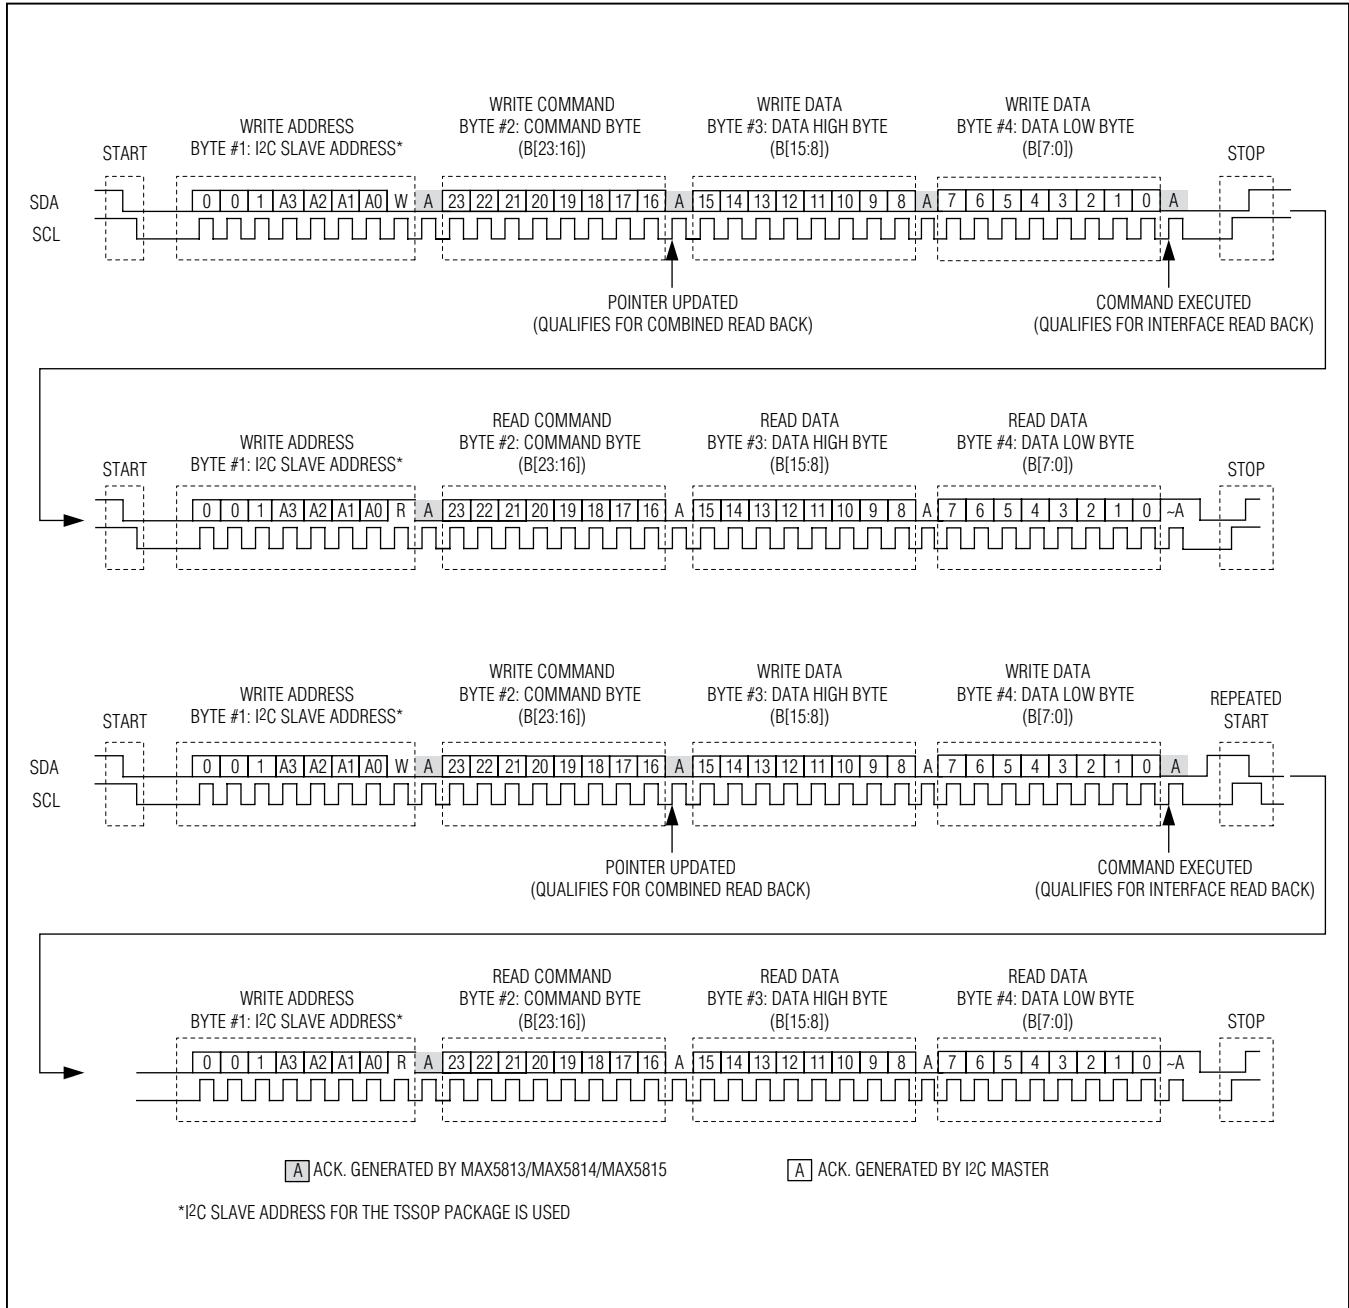 WRITE COMMAND WRITE DATA WRITE DATA
WRITE ADDRESS BYTE #2: COMMAND BYTE BYTE #3: DATA HIGH BYTE BYTE #4: DATA LOW BYTE
START BYTE #1: I2C SLAVE ADDRESS* (B[23:16]) (B[15:8]) (B[7:0]) STOP
SDA 0 0 1 A3 A2 A1 A0 W A 23 22 21 20 19 18 17 16 A 15 14 13 12 11 10 9 8 A 7 6 5 4 3 2 1 0 A
SCL
POINTER UPDATED COMMAND EXECUTED
(QUALIFIES FOR COMBINED READ BACK) (QUALIFIES FOR INTERFACE READ BACK)
READ COMMAND READ DATA READ DATA
WRITE ADDRESS BYTE #2: COMMAND BYTE BYTE #3: DATA HIGH BYTE BYTE #4: DATA LOW BYTE
START BYTE #1: I2C SLAVE ADDRESS* (B[23:16]) (B[15:8]) (B[7:0]) STOP
0 0 1 A3 A2 A1 A0 R A 23 22 21 20 19 18 17 16 A 15 14 13 12 11 10 9 8 A 7 6 5 4 3 2 1 0 ~A
WRITE COMMAND WRITE DATA WRITE DATA
WRITE ADDRESS BYTE #2: COMMAND BYTE BYTE #3: DATA HIGH BYTE BYTE #4: DATA LOW BYTE REPEATED
START BYTE #1: I2C SLAVE ADDRESS* (B[23:16]) (B[15:8]) (B[7:0]) START
SDA 0 0 1 A3 A2 A1 A0 W A 23 22 21 20 19 18 17 16 A 15 14 13 12 11 10 9 8 A 7 6 5 4 3 2 1 0 A
SCL
POINTER UPDATED COMMAND EXECUTED
(QUALIFIES FOR COMBINED READ BACK) (QUALIFIES FOR INTERFACE READ BACK)
READ COMMAND READ DATA READ DATA
WRITE ADDRESS BYTE #2: COMMAND BYTE BYTE #3: DATA HIGH BYTE BYTE #4: DATA LOW BYTE
BYTE #1: I2C SLAVE ADDRESS* (B[23:16]) (B[15:8]) (B[7:0]) STOP
0 0 1 A3 A2 A1 A0 R A 23 22 21 20 19 18 17 16 A 15 14 13 12 11 10 9 8 A 7 6 5 4 3 2 1 0 ~A
A ACK. GENERATED BY MAX5813/MAX5814/MAX5815 A ACK. GENERATED BY I2C MASTER
*I2C SLAVE ADDRESS FOR THE TSSOP PACKAGE IS USED